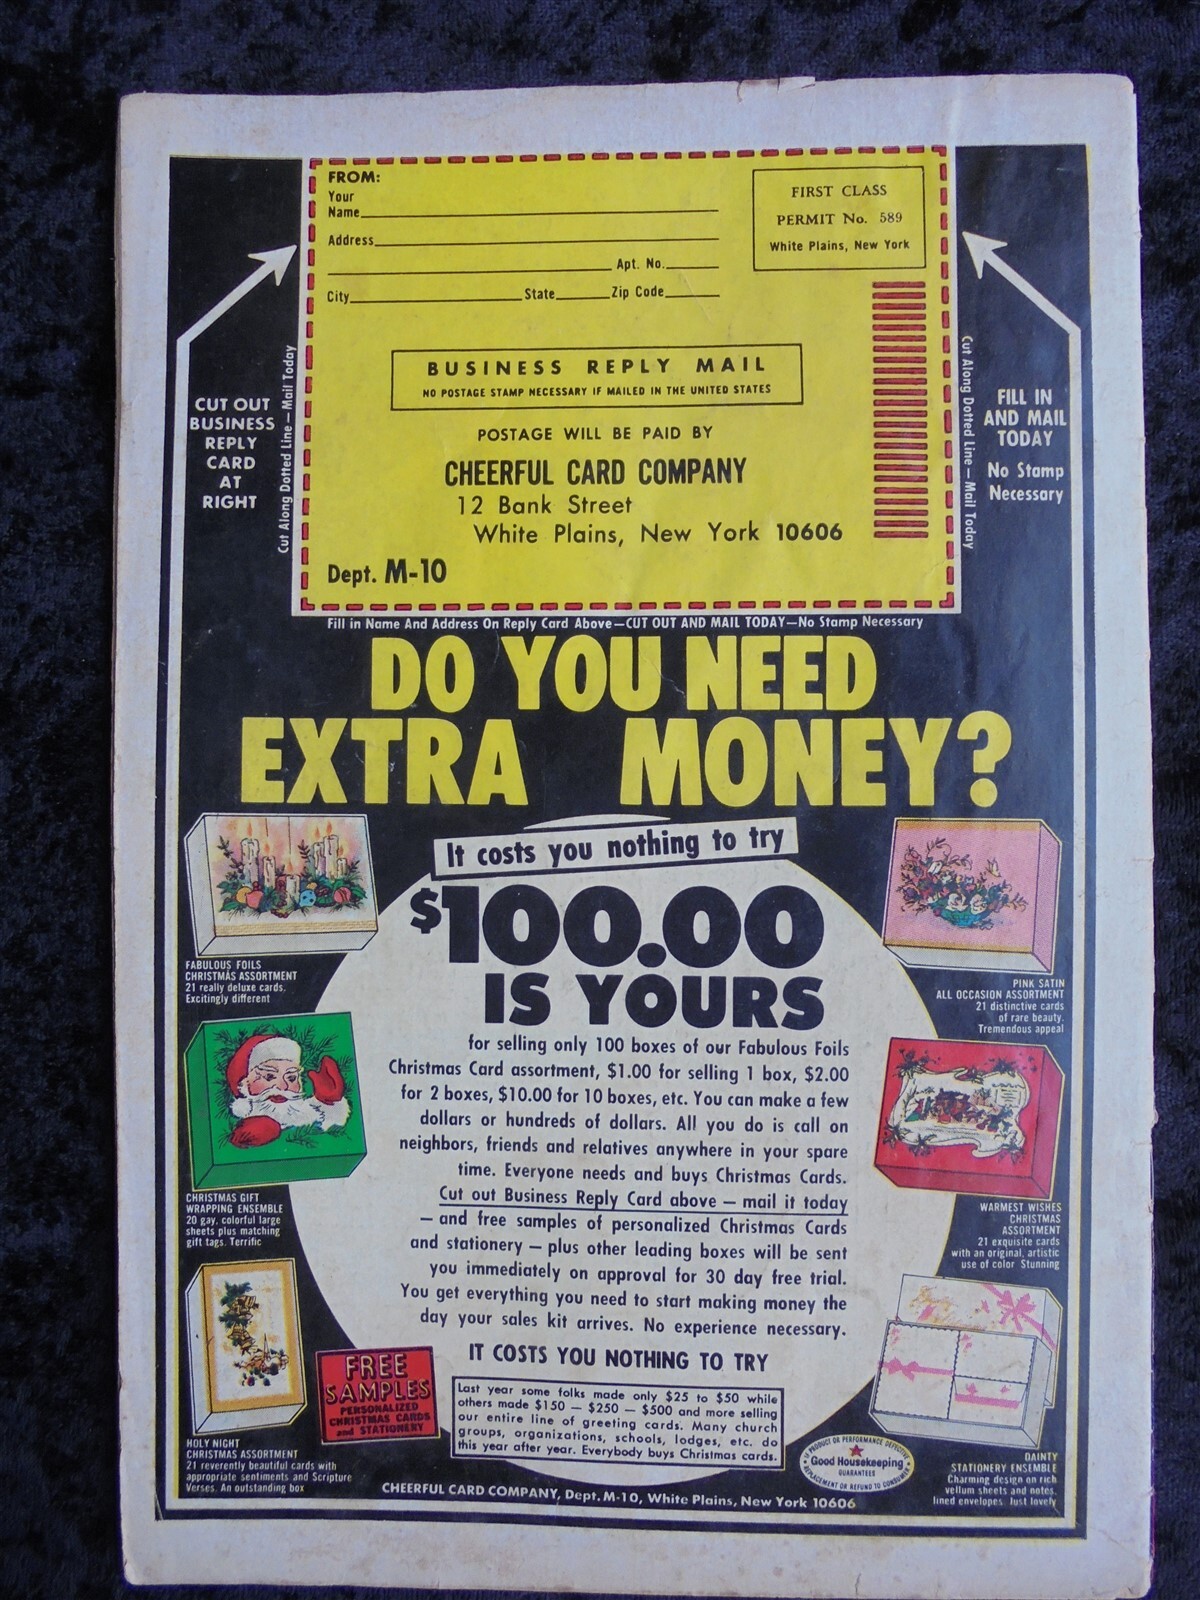 FROM:
Your
Name
Address
Apt. No.
City State Zip Code
FIRST CLASS
PERMIT No. 589
White Plains, New York
BUSINESS REPLY MAIL
NO POSTAGE STAMP NECESSARY IF MAILED IN THE UNITED STATES
POSTAGE WILL BE PAID BY
CHEERFUL CARD COMPANY
12 Bank Street
White Plains, New York 10606
Dept. M-10
CUT OUT
BUSINESS
REPLY
CARD
AT
RIGHT
Cut Along Dotted Line — Mail Today
Cut Along Dotted Line — Mail Today
FILL IN
AND MAIL
TODAY
No Stamp
Necessary
Fill in Name And Address On Reply Card Above—CUT OUT AND MAIL TODAY—No Stamp Necessary
DO YOU NEED
EXTRA MONEY?
It costs you nothing to try
$100.00
IS YOURS
for selling only 100 boxes of our Fabulous Foils
Christmas Card assortment, $1.00 for selling 1 box, $2.00
for 2 boxes, $10.00 for 10 boxes, etc. You can make a few
dollars or hundreds of dollars. All you do is call on
neighbors, friends and relatives anywhere in your spare
time. Everyone needs and buys Christmas Cards.
Cut out Business Reply Card above — mail it today
— and free samples of personalized Christmas Cards
and stationery — plus other leading boxes will be sent
you immediately on approval for 30 day free trial.
You get everything you need to start making money the
day your sales kit arrives. No experience necessary.
IT COSTS YOU NOTHING TO TRY
Last year some folks made only $25 to $50 while
others made $150 — $250 — $500 and more selling
our entire line of greeting cards. Many church
groups, organizations, schools, lodges, etc. do
this year after year. Everybody buys Christmas cards.
FABULOUS FOILS
CHRISTMAS ASSORTMENT
21 really deluxe cards.
Excitingly different
CHRISTMAS GIFT
WRAPPING ENSEMBLE
20 gay, colorful large
sheets plus matching
gift tags. Terrific
HOLY NIGHT
CHRISTMAS ASSORTMENT
21 reverently beautiful cards with
appropriate sentiments and Scripture
Verses. An outstanding box
FREE
SAMPLES
PERSONALIZED
CHRISTMAS CARDS
and STATIONERY
PINK SATIN
ALL OCCASION ASSORTMENT
21 distinctive cards
of rare beauty.
Tremendous appeal
WARMEST WISHES
CHRISTMAS
ASSORTMENT
21 exquisite cards
with an original, artistic
use of color Stunning
DAINTY
STATIONERY ENSEMBLE
Charming design on rich
vellum sheets and notes,
lined envelopes. Just lovely
IF PRODUCT OR PERFORMANCE DEFECTIVE
Good Housekeeping
GUARANTEES
REPLACEMENT OR REFUND TO CONSUMER
CHEERFUL CARD COMPANY, Dept. M-10, White Plains, New York 10606